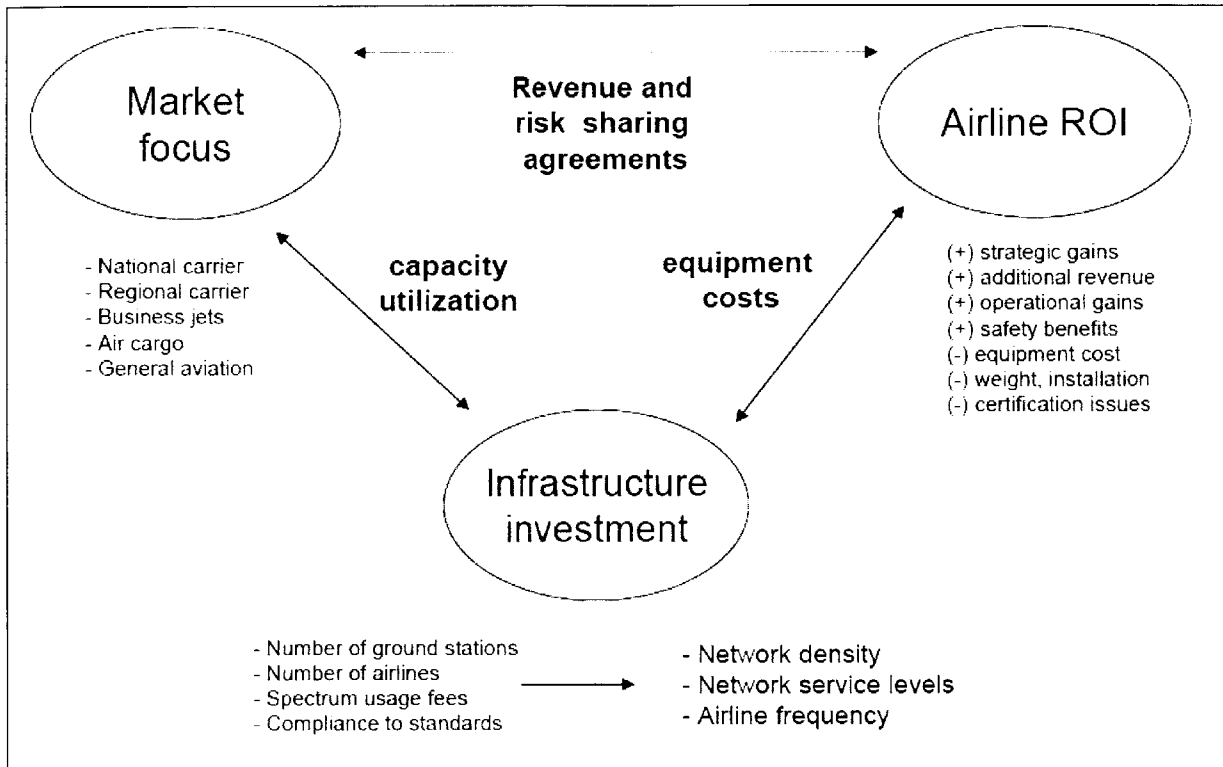 Market
focus
Revenue and
risk sharing
agreements
Airline ROI
- National carrier
- Regional carrier
- Business jets
- Air cargo
- General aviation
capacity
utilization
equipment
costs
(+) strategic gains
(+) additional revenue
(+) operational gains
(+) safety benefits
(-) equipment cost
(-) weight, installation
(-) certification issues
Infrastructure
investment
- Number of ground stations
- Number of airlines
- Spectrum usage fees
- Compliance to standards
- Network density
- Network service levels
- Airline frequency